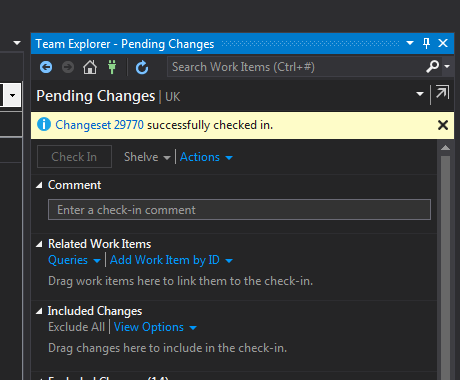 Team Explorer - Pending Changes
Search Work Items (Ctrl+#)
Pending Changes | UK
Changeset 29770 successfully checked in.
Check In Shelve Actions
Comment
Enter a check-in comment
Related Work Items
Queries Add Work Item by ID
Drag work items here to link them to the check-in.
Included Changes
Exclude All View Options
Drag changes here to include in the check-in.
Excluded Changes (14)